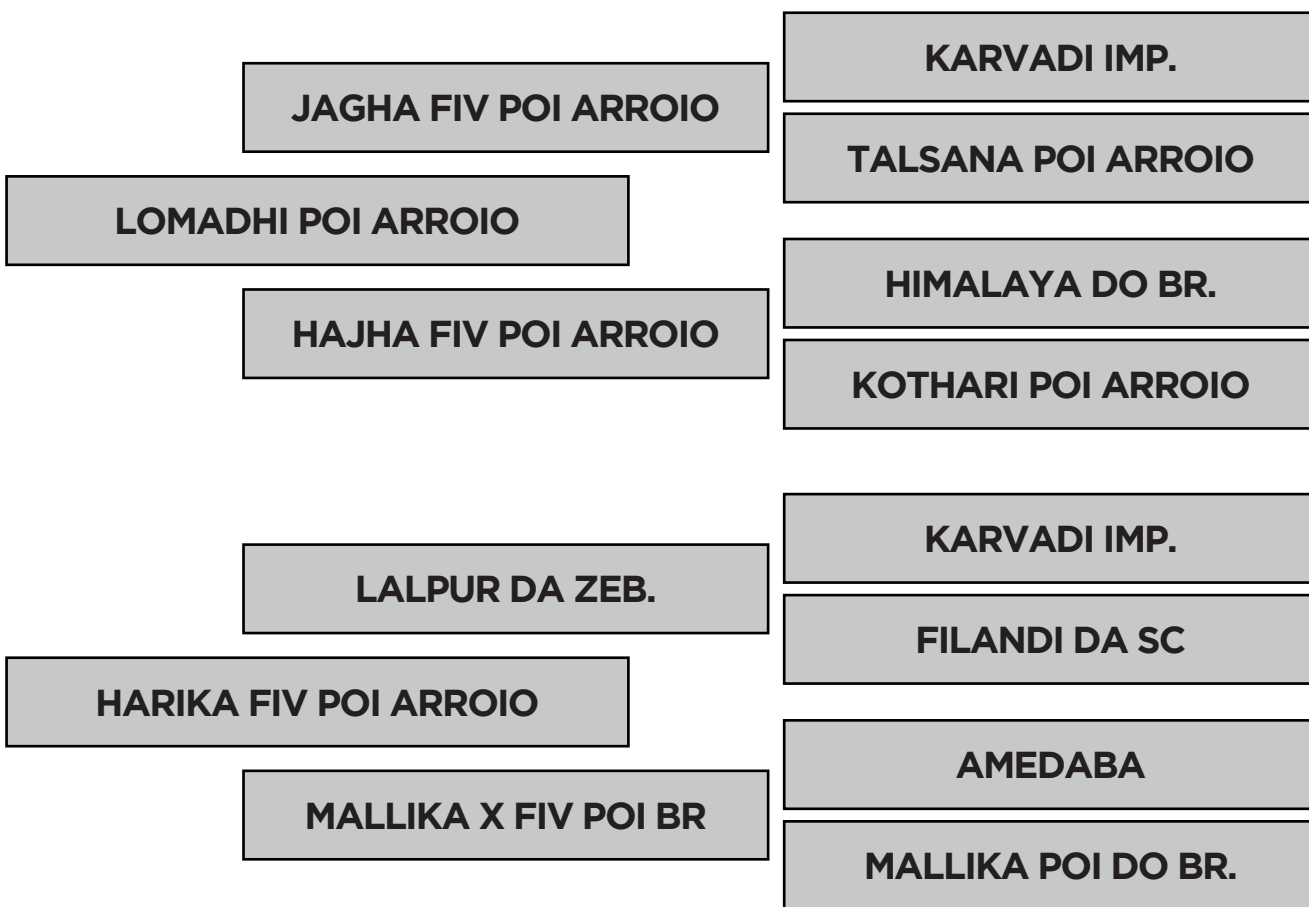 KARVADI IMP.
JAGHA FIV POI ARROIO
TALSANA POI ARROIO
LOMADHI POI ARROIO
HIMALAYA DO BR.
HAJHA FIV POI ARROIO
KOTHARI POI ARROIO
KARVADI IMP.
LALPUR DA ZEB.
FILANDI DA SC
HARIKA FIV POI ARROIO
AMEDABA
MALLIKA X FIV POI BR
MALLIKA POI DO BR.